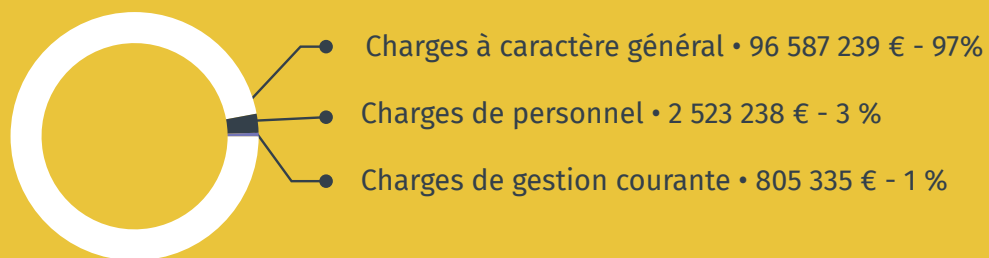 Charges à caractère général • 96 587 239 € - 97%
Charges de personnel • 2 523 238 € - 3 %
Charges de gestion courante • 805 335 € - 1 %